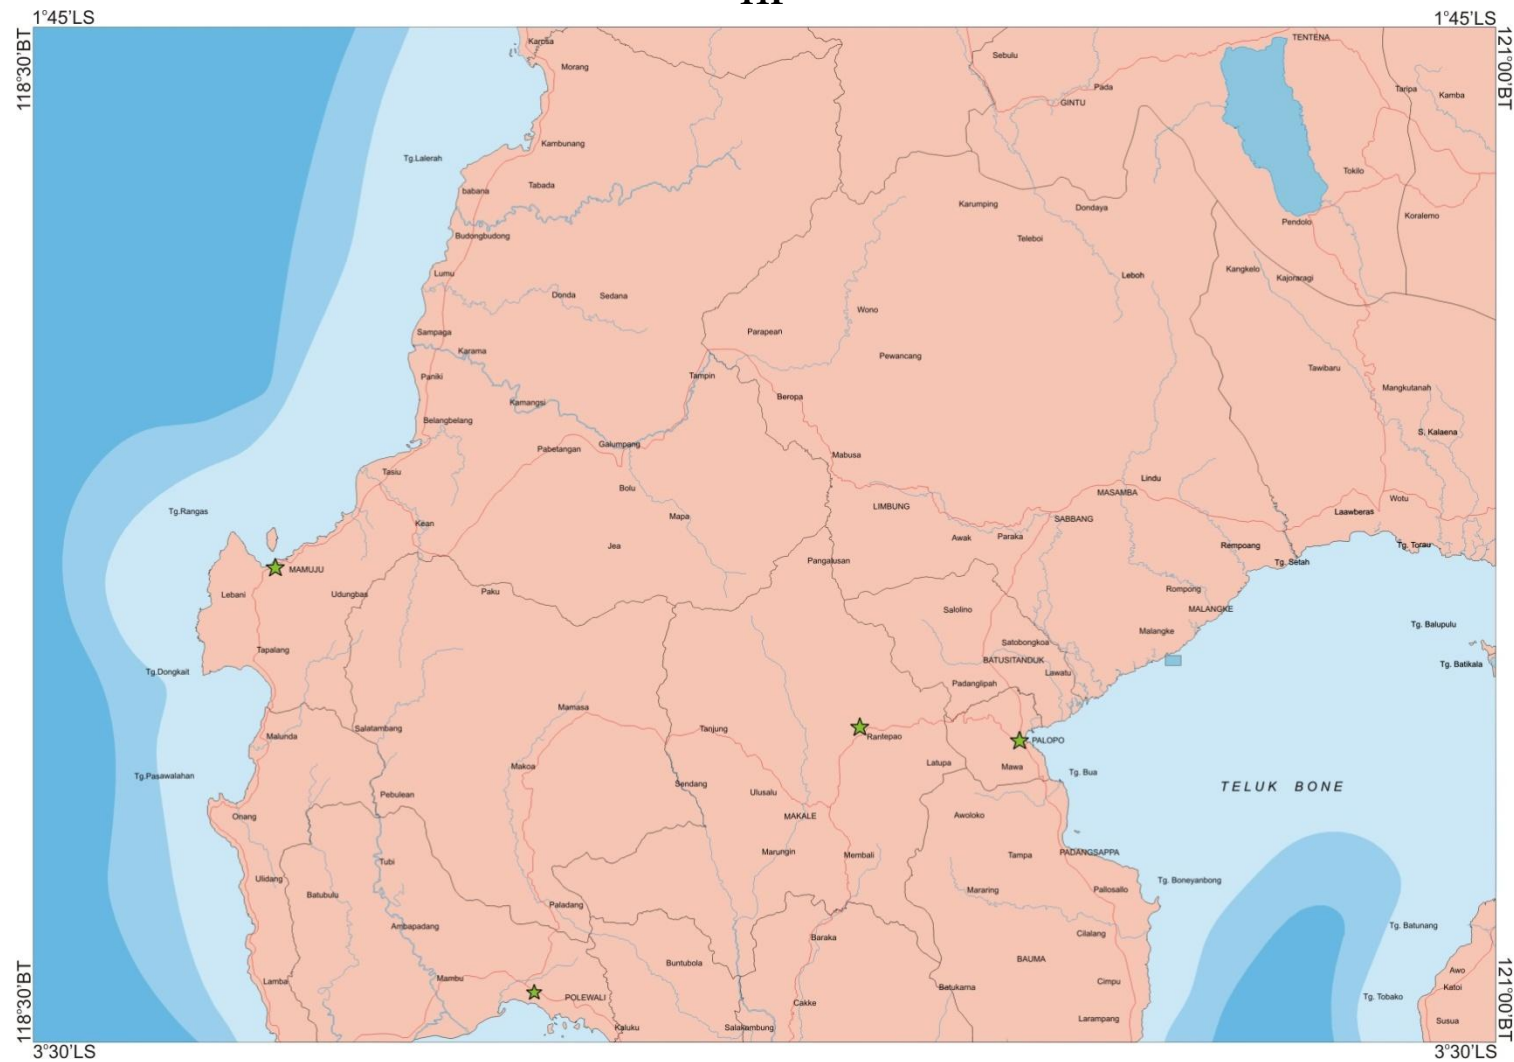 1°45'LS
1°45'LS
118°30'BT
121°00'BT
Karosa
Morang
Sebulu
TENTENA
Pada
GINTU
Taripa
Kamba
Kambunang
Tg.Lalerah
Tabada
babana
Tokilo
Karumping
Dondaya
Koralemo
Pendolo
Budongbudong
Teleboi
Lumu
Leboh
Kangkelo
Kajoraragi
Donda
Sedana
Wono
Sampaga
Parapean
Karama
Pewancang
Paniki
Tampin
Tawibaru
Mangkutanah
Beropa
Kamangsi
Belangbelang
S. Kalaena
Galumpang
Pabetangan
Mabusa
Tasiu
Lindu
Bolu
MASAMBA
Wotu
LIMBUNG
Tg.Rangas
Laawberas
Mapa
SABBANG
Kean
Awak
Paraka
Jea
Rempoang
Tg. Torau
Pangalusan
Tg. Setah
MAMUJU
Lebani
Udungbas
Paku
Rompong
Salolino
MALANGKE
Tg. Balupulu
Malangke
Satobongkoa
Tapalang
BATUSITANDUK
Tg. Batikala
Tg.Dongkait
Lawatu
Padanglipah
Mamasa
Salatambang
Tanjung
Malunda
Rantepao
PALOPO
Makoa
Latupa
Mawa
Tg. Bua
Tg.Pasawalahan
Sendang
TELUK BONE
Pebulean
Ulusalu
Onang
MAKALE
Awoloko
Marungin
Membali
Tampa
PADANGSAPPA
Tubi
Ulidang
Tg. Boneyanbong
Batubulu
Mararing
Pallosallo
Paladang
Ambapadang
Tg. Batunang
Baraka
Cilalang
Buntubola
BAUMA
Awo
Mambu
Lamba
Cimpu
Katoi
Batukama
POLEWALI
Tg. Tobako
Cakke
Larampang
Susua
Kaluku
Salakambung
118°30'BT
121°00'BT
3°30'LS
3°30'LS